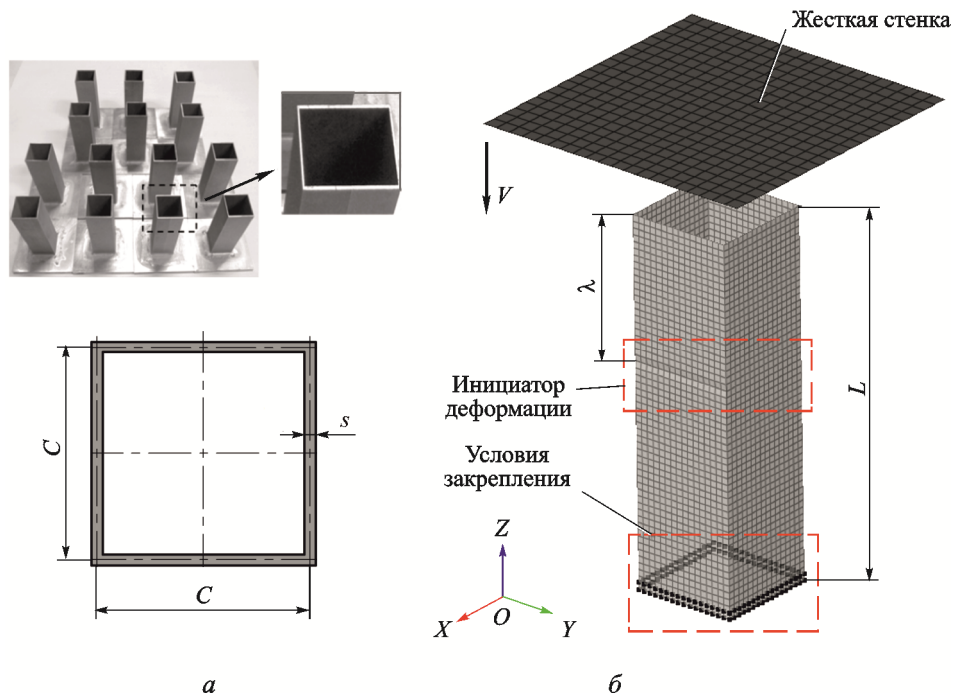 Жесткая стенка
V
λ
L
Инициатор
деформации
C
s
Условия
закрепления
Z
C
X
O
Y
а
б